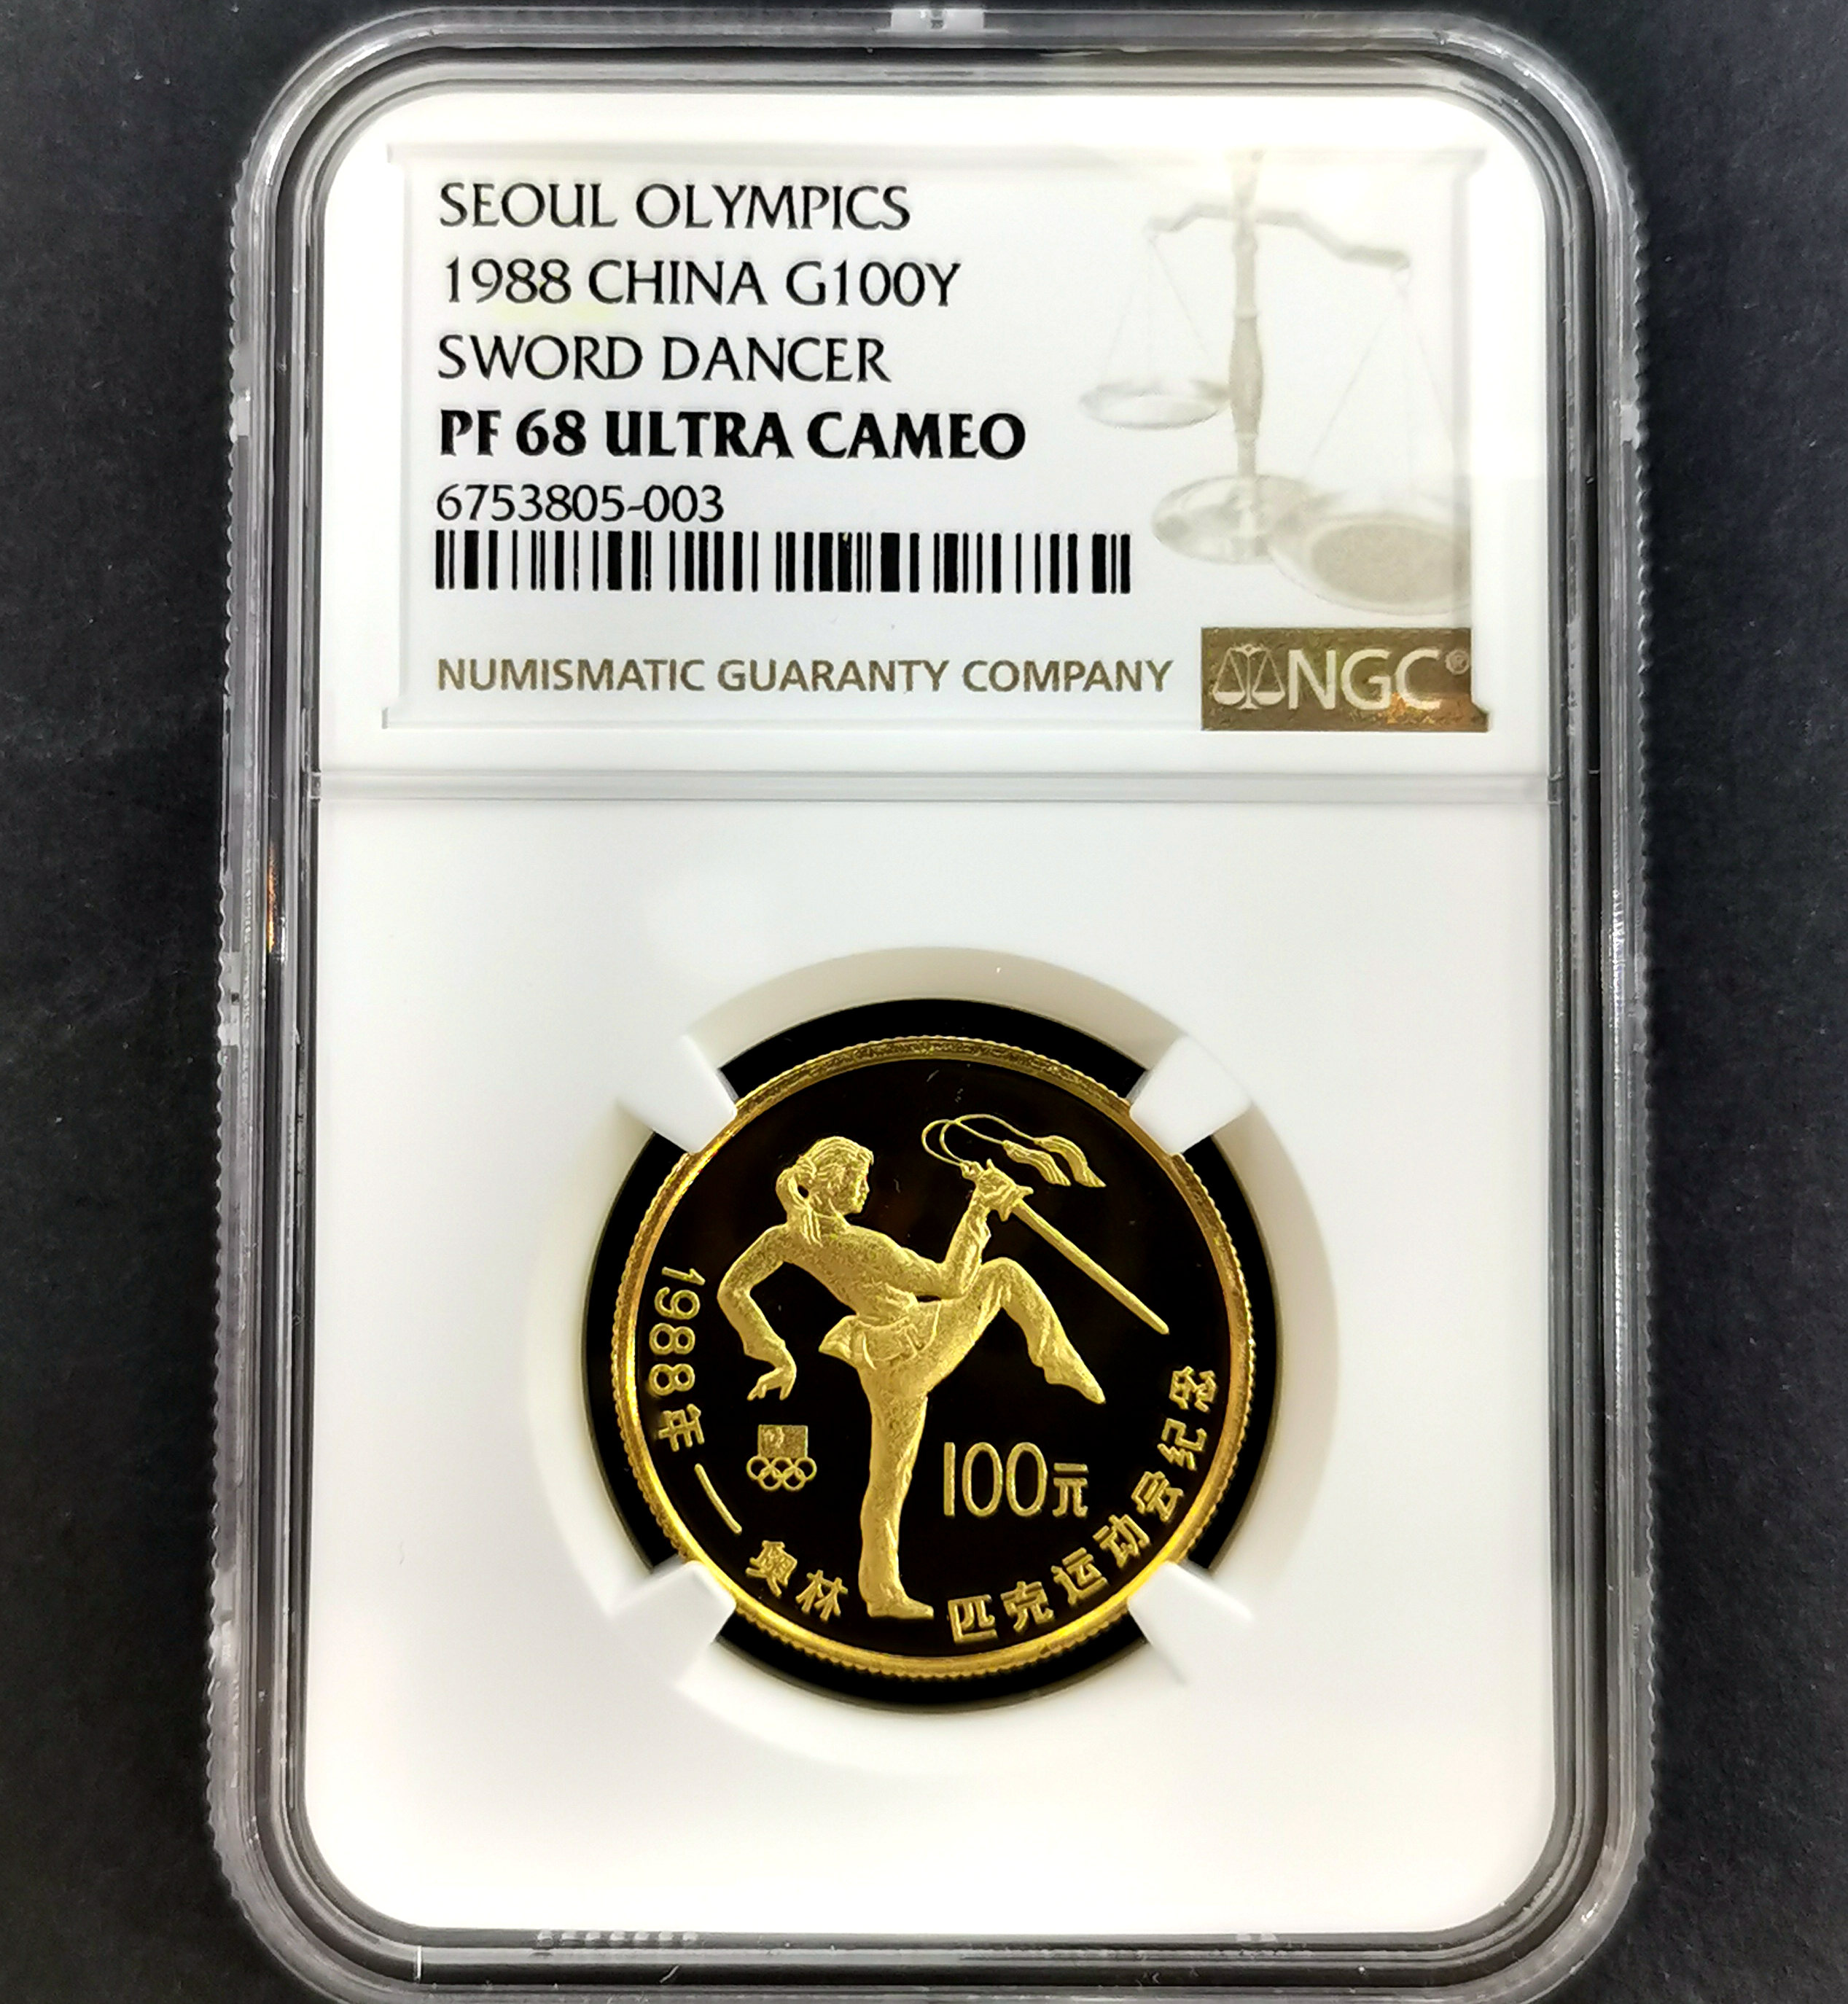 SEOUL OLYMPICS
1988 CHINA G100Y
SWORD DANCER
PF 68 ULTRA CAMEO
6753805-003
NUMISMATIC GUARANTY COMPANY
NGC®
1988年—奥林匹克运动会纪念
100元